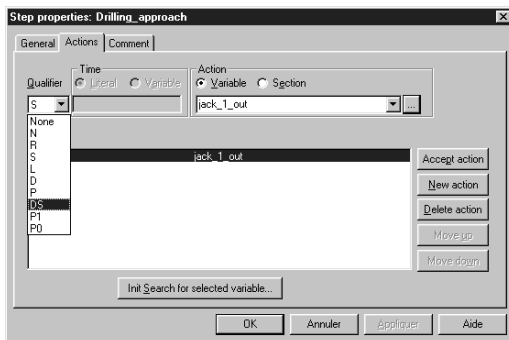 Step properties: Drilling_approach
General Actions Comment
Time Action
Qualifier Literal Variable Variable Section
S jack_1_out ...
None
N
R
S
L
D
P
DS
P1
P0
jack_1_out
Accept action
New action
Delete action
Move up
Move down
Init Search for selected variable...
OK Annuler Appliquer Aide